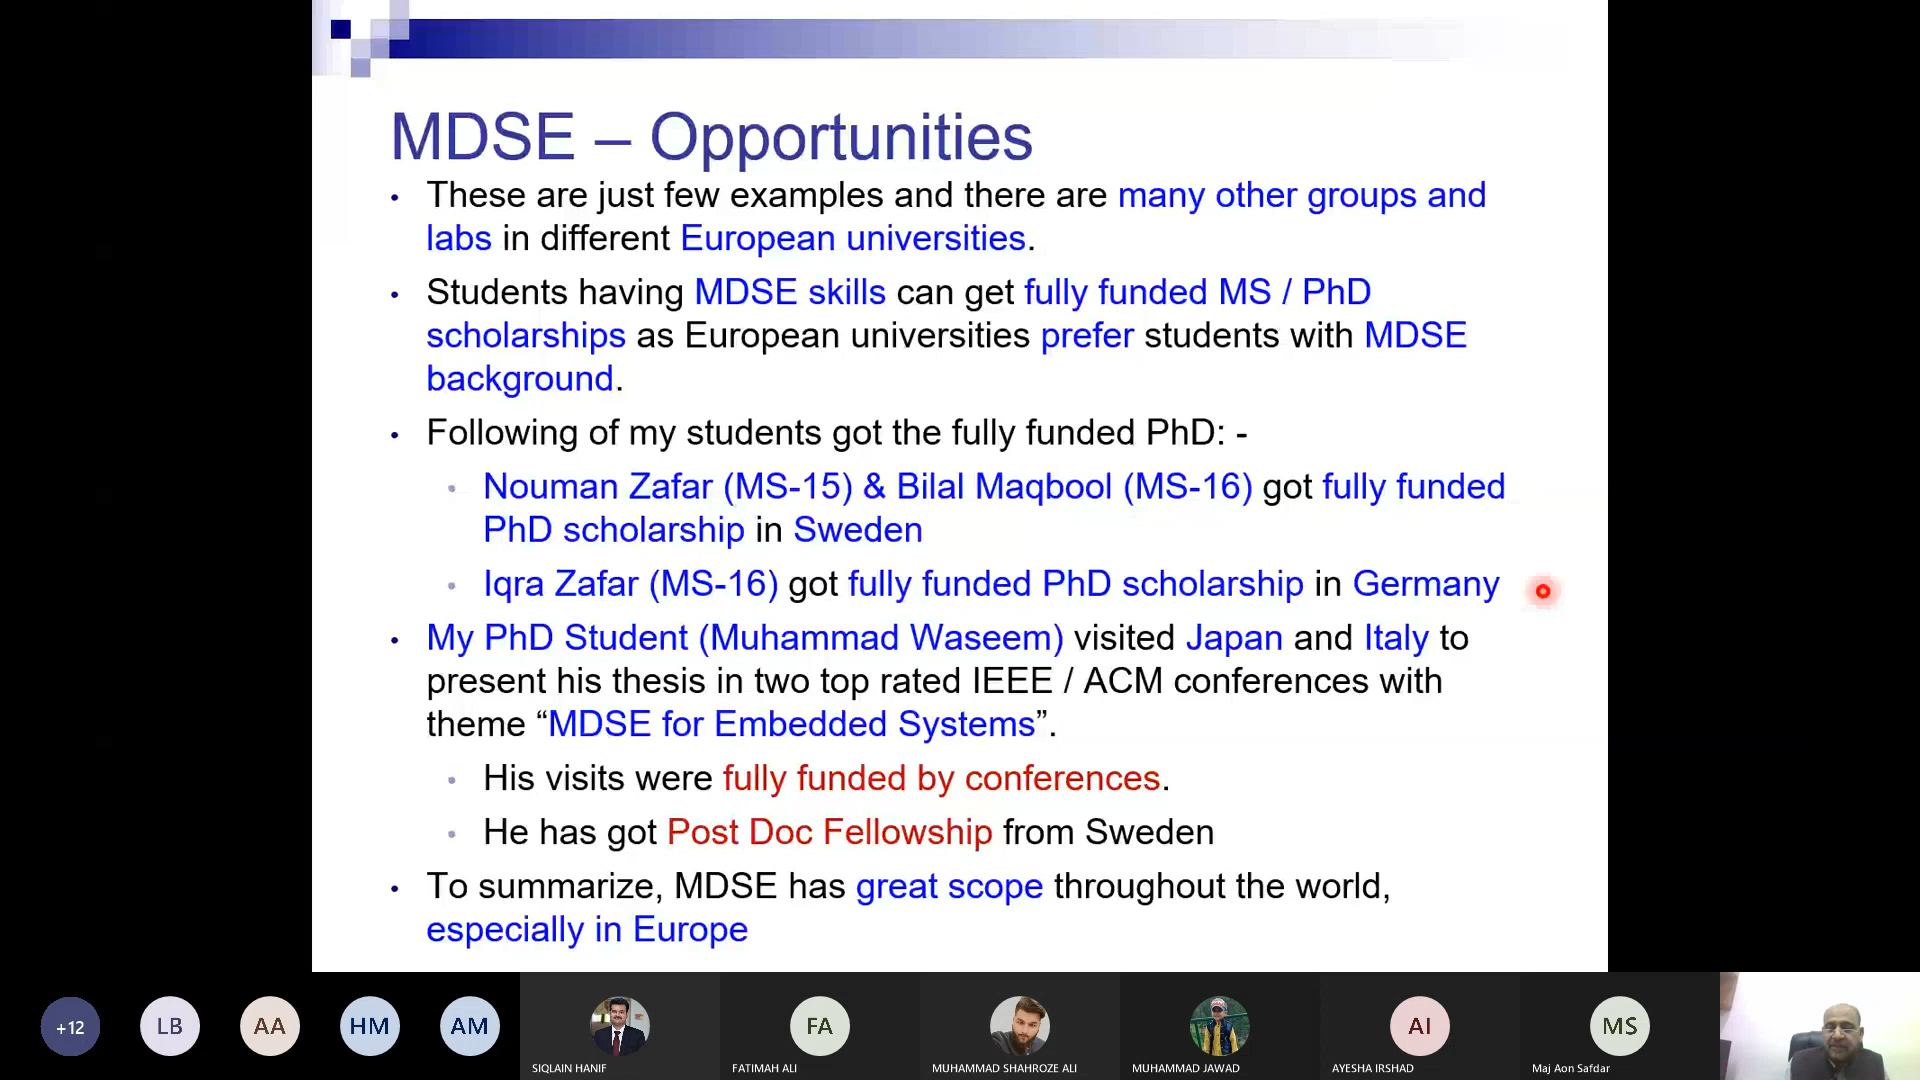 MDSE – Opportunities
• These are just few examples and there are many other groups and
labs in different European universities.
• Students having MDSE skills can get fully funded MS / PhD
scholarships as European universities prefer students with MDSE
background.
• Following of my students got the fully funded PhD: -
• Nouman Zafar (MS-15) & Bilal Maqbool (MS-16) got fully funded
PhD scholarship in Sweden
• Iqra Zafar (MS-16) got fully funded PhD scholarship in Germany
• My PhD Student (Muhammad Waseem) visited Japan and Italy to
present his thesis in two top rated IEEE / ACM conferences with
theme “MDSE for Embedded Systems”.
• His visits were fully funded by conferences.
• He has got Post Doc Fellowship from Sweden
• To summarize, MDSE has great scope throughout the world,
especially in Europe
+12 LB AA HM AM FA AI MS
SIQLAIN HANIF FATIMAH ALI MUHAMMAD SHAHROZE ALI MUHAMMAD JAWAD AYESHA IRSHAD Maj Aon Safdar